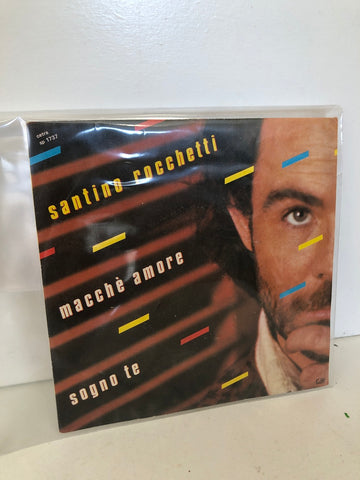 cetra
sp 1737
santino rocchetti
macchè amore
sogno te